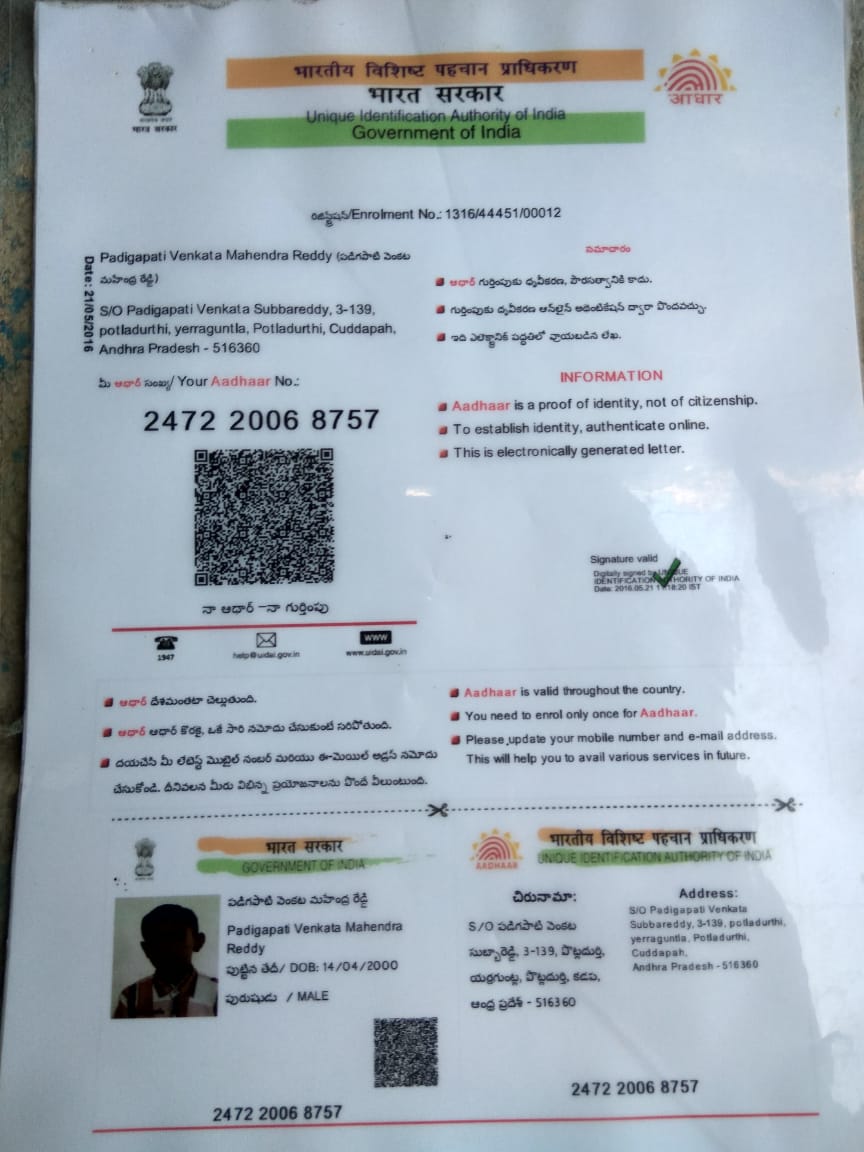 भारतीय विशिष्ट पहचान प्राधिकरण
भारत सरकार
Unique Identification Authority of India
Government of India
भारत सरकार
आधार
రిజిస్ట్రేషన్/Enrolment No.: 1316/44451/00012
Date: 21/05/2016
Padigapati Venkata Mahendra Reddy (పడిగపాటి వెంకట
మహేంద్ర రెడ్డి)
S/O Padigapati Venkata Subbareddy, 3-139,
potladurthi, yerraguntla, Potladurthi, Cuddapah,
Andhra Pradesh - 516360
మీ ఆధార్ సంఖ్య/ Your Aadhaar No.:
2472 2006 8757
నా ఆధార్ -నా గుర్తింపు
1947
help@uidai.gov.in
WWW
www.uidai.gov.in
సమాచారం
ఆధార్ గుర్తింపుకు ధృవీకరణ, పౌరసత్వానికి కాదు.
గుర్తింపుకు ధృవీకరణ ఆన్‌లైన్ అథెంటికేషన్ ద్వారా పొందవచ్చు.
ఇది ఎలెక్ట్రానిక్ పద్ధతిలో వ్రాయబడిన లేఖ.
INFORMATION
Aadhaar is a proof of identity, not of citizenship.
To establish identity, authenticate online.
This is electronically generated letter.
Signature valid
Digitally signed by UNIQUE
IDENTIFICATION AUTHORITY OF INDIA
Date: 2016.05.21 :18:20 IST
ఆధార్ దేశమంతటా చెల్లుతుంది.
ఆధార్ ఆధార్ కొరకై, ఒకే సారి నమోదు చేసుకుంటే సరిపోతుంది.
దయచేసి మీ లేటెస్ట్ మొబైల్ నంబర్ మరియు ఈ-మెయిల్ అడ్రస్ నమోదు
చేసుకోండి. దీనివలన మీరు విభిన్న ప్రయోజనాలను పొందే వీలుంటుంది.
Aadhaar is valid throughout the country.
You need to enrol only once for Aadhaar.
Please update your mobile number and e-mail address.
This will help you to avail various services in future.
भारत सरकार
GOVERNMENT OF INDIA
పడిగపాటి వెంకట మహేంద్ర రెడ్డి
Padigapati Venkata Mahendra
Reddy
పుట్టిన తేదీ/ DOB: 14/04/2000
పురుషుడు / MALE
2472 2006 8757
AADHAAR
भारतीय विशिष्ट पहचान प्राधिकरण
UNIQUE IDENTIFICATION AUTHORITY OF INDIA
చిరునామా:
S/O పడిగపాటి వెంకట
సుబ్బారెడ్డి, 3-139, పొట్లదుర్తి,
యర్రగుంట్ల, పొట్లదుర్తి, కడప,
ఆంధ్ర ప్రదేశ్ - 516360
Address:
S/O Padigapati Venkata
Subbareddy, 3-139, potladurthi,
yerraguntla, Potladurthi,
Cuddapah,
Andhra Pradesh - 516360
2472 2006 8757